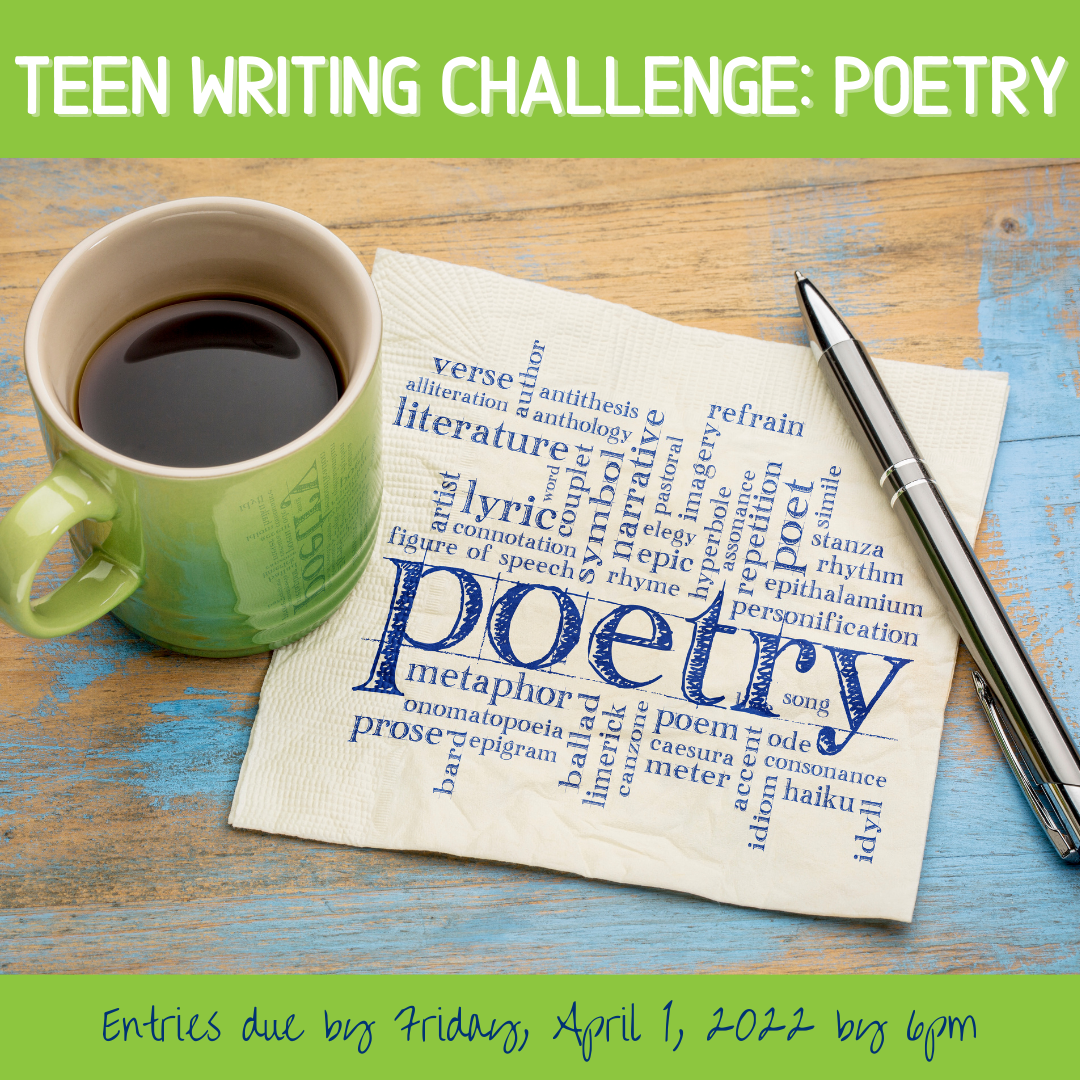 TEEN WRITING CHALLENGE: POETRY
verse
author
alliteration
antithesis
literature
anthology
refrain
word
couplet
symbol
narrative
pastoral
imagery
artist
lyric
connotation
figure of speech
elegy
epic
rhyme
hyperbole
assonance
repetition
poet
simile
stanza
rhythm
epithalamium
personification
poetry
metaphor
song
onomatopoeia
prose
bard
epigram
ballad
limerick
canzone
poem
caesura
meter
accent
ode
consonance
idiom
haiku
idyll
Entries due by Friday, April 1, 2022 by 6pm